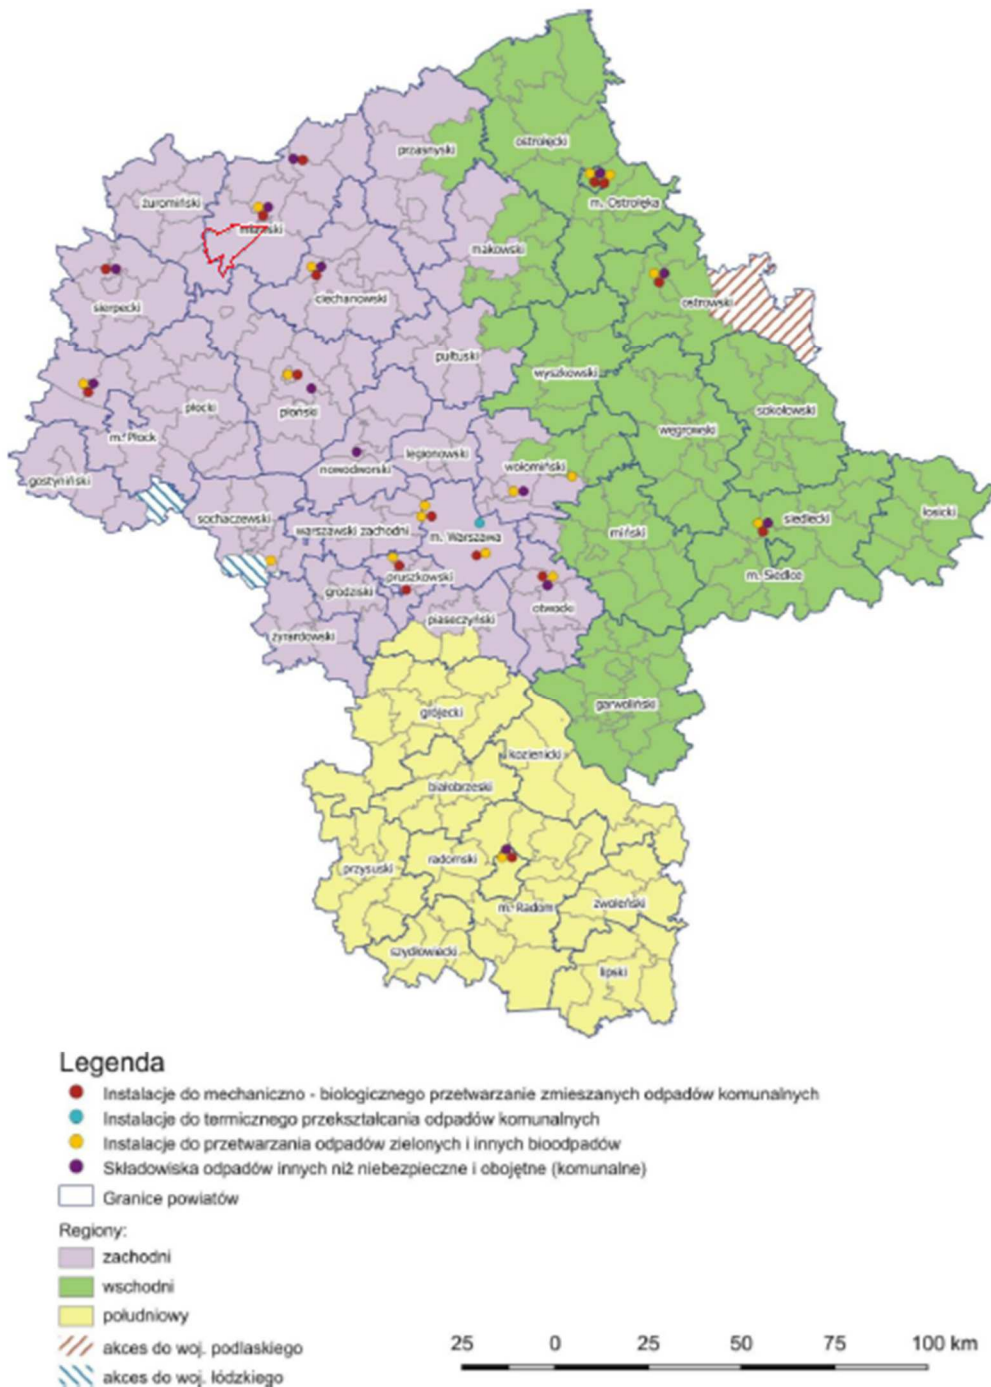 ostrołęcki
przasnyski
żuromiński
m. Ostrołęka
mławski
makowski
ciechanowski
ostrowski
sierpecki
pułtuski
wyszkowski
płocki
płoński
sokołowski
węgrowski
m. Płock
legionowski
wołomiński
nowodworski
gostyniński
sochaczewski
warszawski zachodni
m. Warszawa
miński
siedlecki
łosicki
pruszkowski
m. Siedlce
grodziski
otwocki
piaseczyński
żyrardowski
garwoliński
grójecki
kozienicki
białobrzeski
radomski
przysuski
zwoleński
m. Radom
szydłowiecki
lipski
Legenda
Instalacje do mechaniczno - biologicznego przetwarzanie zmieszanych odpadów komunalnych
Instalacje do termicznego przekształcania odpadów komunalnych
Instalacje do przetwarzania odpadów zielonych i innych bioodpadów
Składowiska odpadów innych niż niebezpieczne i obojętne (komunalne)
Granice powiatów
Regiony:
zachodni
wschodni
południowy
akces do woj. podlaskiego
akces do woj. łódzkiego
25 0 25 50 75 100 km